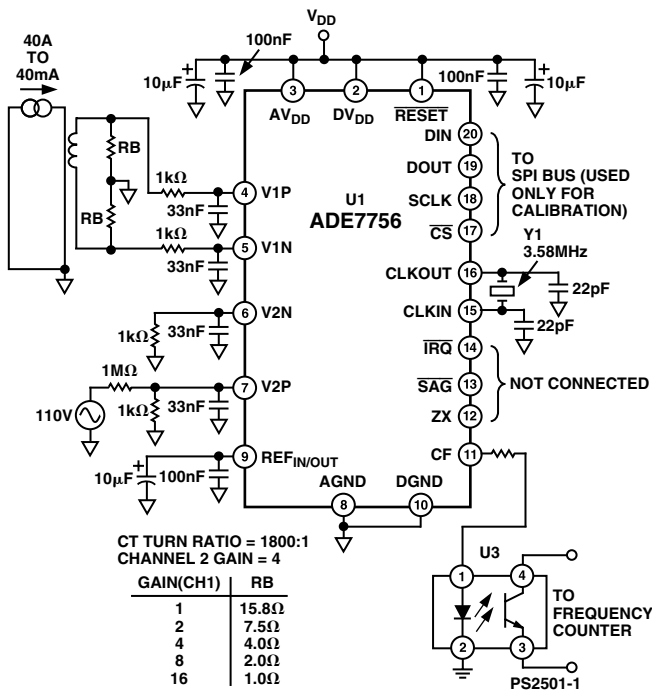 VDD
40A
TO
40mA
100nF
10μF
100nF
10μF
3
2
1
AVDD
DVDD
RESET
DIN
20
DOUT
19
SCLK
18
CS
17
TO
SPI BUS (USED
ONLY FOR
CALIBRATION)
U1
ADE7756
RB
RB
1kΩ
33nF
4
V1P
1kΩ
33nF
5
V1N
Y1
3.58MHz
CLKOUT
16
22pF
CLKIN
15
22pF
6
V2N
1kΩ
33nF
IRQ
14
SAG
13
ZX
12
NOT CONNECTED
1MΩ
110V
1kΩ
33nF
7
V2P
CF
11
9
REFIN/OUT
10μF
100nF
AGND
DGND
8
10
CT TURN RATIO = 1800:1
CHANNEL 2 GAIN = 4
GAIN(CH1) RB
1 15.8Ω
2 7.5Ω
4 4.0Ω
8 2.0Ω
16 1.0Ω
U3
1
4
2
3
TO
FREQUENCY
COUNTER
PS2501-1